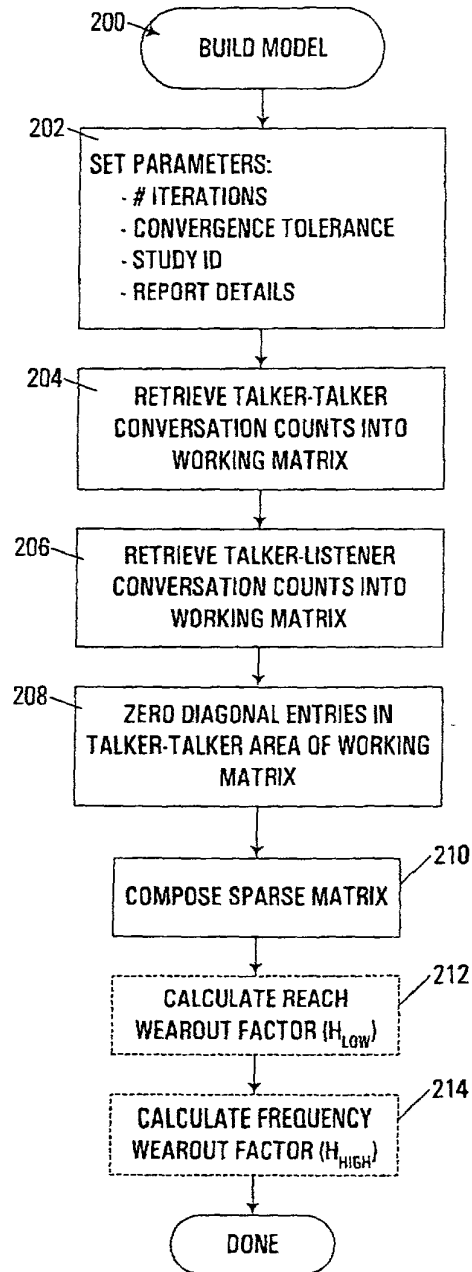 200
BUILD MODEL
202
SET PARAMETERS:
- # ITERATIONS
- CONVERGENCE TOLERANCE
- STUDY ID
- REPORT DETAILS
204
RETRIEVE TALKER-TALKER
CONVERSATION COUNTS INTO
WORKING MATRIX
206
RETRIEVE TALKER-LISTENER
CONVERSATION COUNTS INTO
WORKING MATRIX
208
ZERO DIAGONAL ENTRIES IN
TALKER-TALKER AREA OF WORKING
MATRIX
210
COMPOSE SPARSE MATRIX
212
CALCULATE REACH
WEAROUT FACTOR (HLOW)
214
CALCULATE FREQUENCY
WEAROUT FACTOR (HHIGH)
DONE